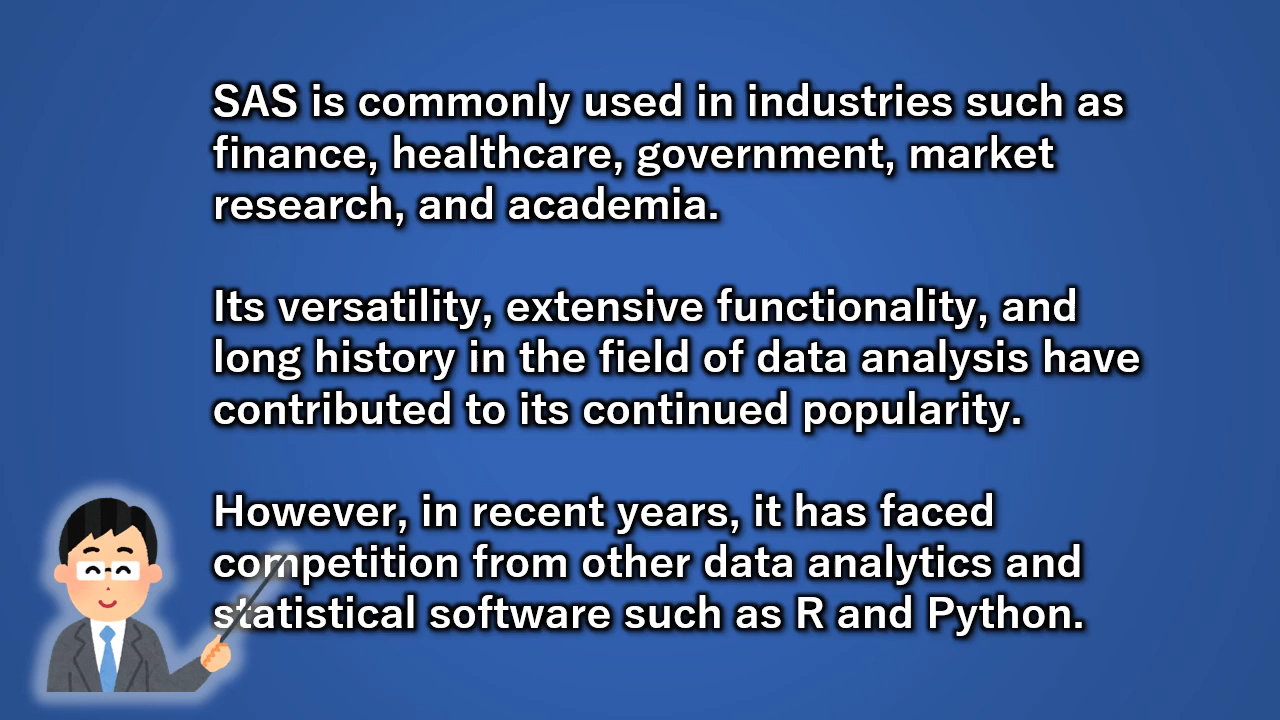 SAS is commonly used in industries such as
finance, healthcare, government, market
research, and academia.
Its versatility, extensive functionality, and
long history in the field of data analysis have
contributed to its continued popularity.
However, in recent years, it has faced
competition from other data analytics and
statistical software such as R and Python.